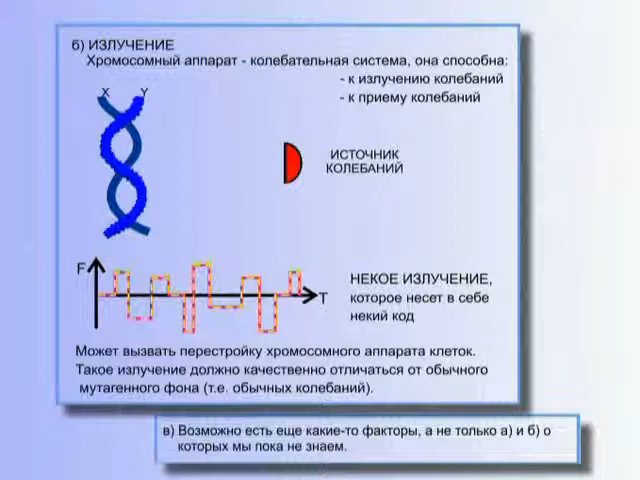 б) ИЗЛУЧЕНИЕ
Хромосомный аппарат - колебательная система, она способна:
- к излучению колебаний
- к приему колебаний
X Y
ИСТОЧНИК
КОЛЕБАНИЙ
F
T
НЕКОЕ ИЗЛУЧЕНИЕ,
которое несет в себе
некий код
Может вызвать перестройку хромосомного аппарата клеток.
Такое излучение должно качественно отличаться от обычного
мутагенного фона (т.е. обычных колебаний).
в) Возможно есть еще какие-то факторы, а не только а) и б) о
которых мы пока не знаем.